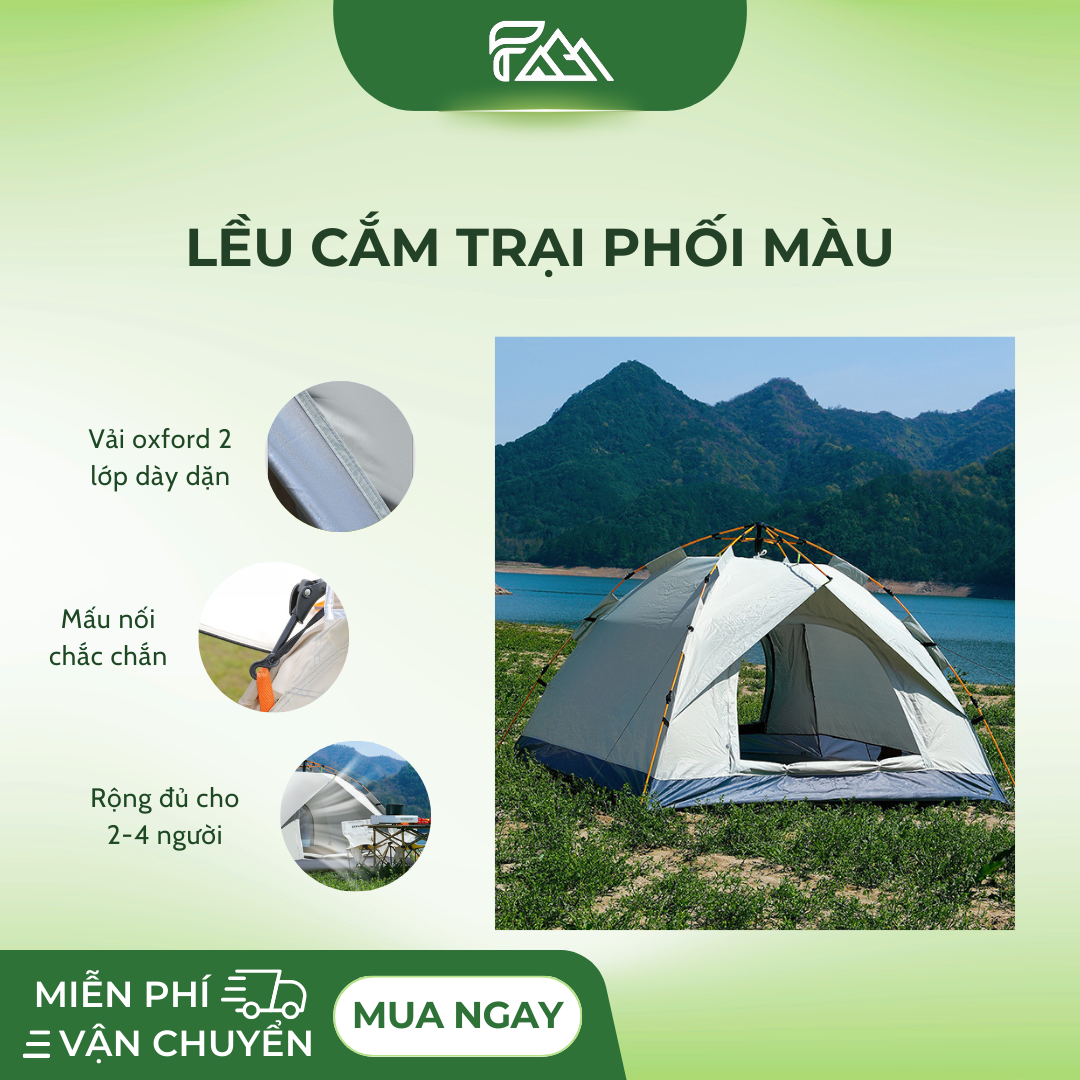 LỀU CẮM TRẠI PHỐI MÀU
Vải oxford 2
lớp dày dặn
Mấu nối
chắc chắn
Rộng đủ cho
2-4 người
MIỄN PHÍ
VẬN CHUYỂN
MUA NGAY